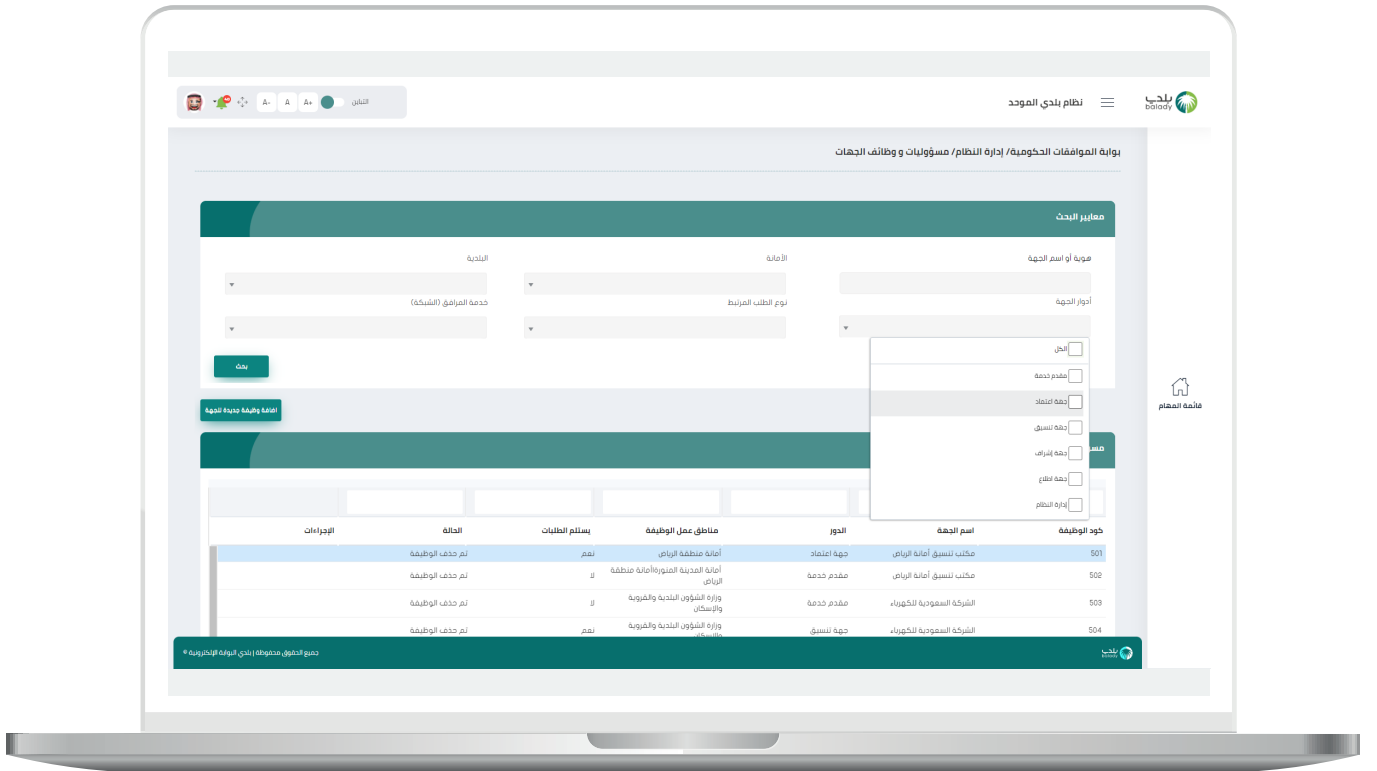 بلدي
balady
نظام بلدي الموحد
التباين
A+
A
A-
بوابة الموافقات الحكومية/ إدارة النظام/ مسؤوليات و وظائف الجهات
معايير البحث
هوية أو اسم الجهة
الأمانة
البلدية
أدوار الجهة
نوع الطلب المرتبط
خدمة المرافق (الشبكة)
الكل
مقدم خدمة
جهة اعتماد
جهة تنسيق
جهة إشراف
جهة اطلاع
إدارة النظام
بحث
اضافة وظيفة جديدة للجهة
قائمة المهام
كود الوظيفة اسم الجهة الدور مناطق عمل الوظيفة يستلم الطلبات الحالة الإجراءات
501 مكتب تنسيق أمانة الرياض جهة اعتماد أمانة منطقة الرياض نعم تم حذف الوظيفة
502 مكتب تنسيق أمانة الرياض مقدم خدمة أمانة المدينة المنورةأأمانة منطقة الرياض لا تم حذف الوظيفة
503 الشركة السعودية للكهرباء مقدم خدمة وزارة الشؤون البلدية والقروية والإسكان لا تم حذف الوظيفة
504 الشركة السعودية للكهرباء جهة تنسيق وزارة الشؤون البلدية والقروية نعم تم حذف الوظيفة
بلدي
balady
جميع الحقوق محفوظة | بلدي البوابة الإلكترونية ©